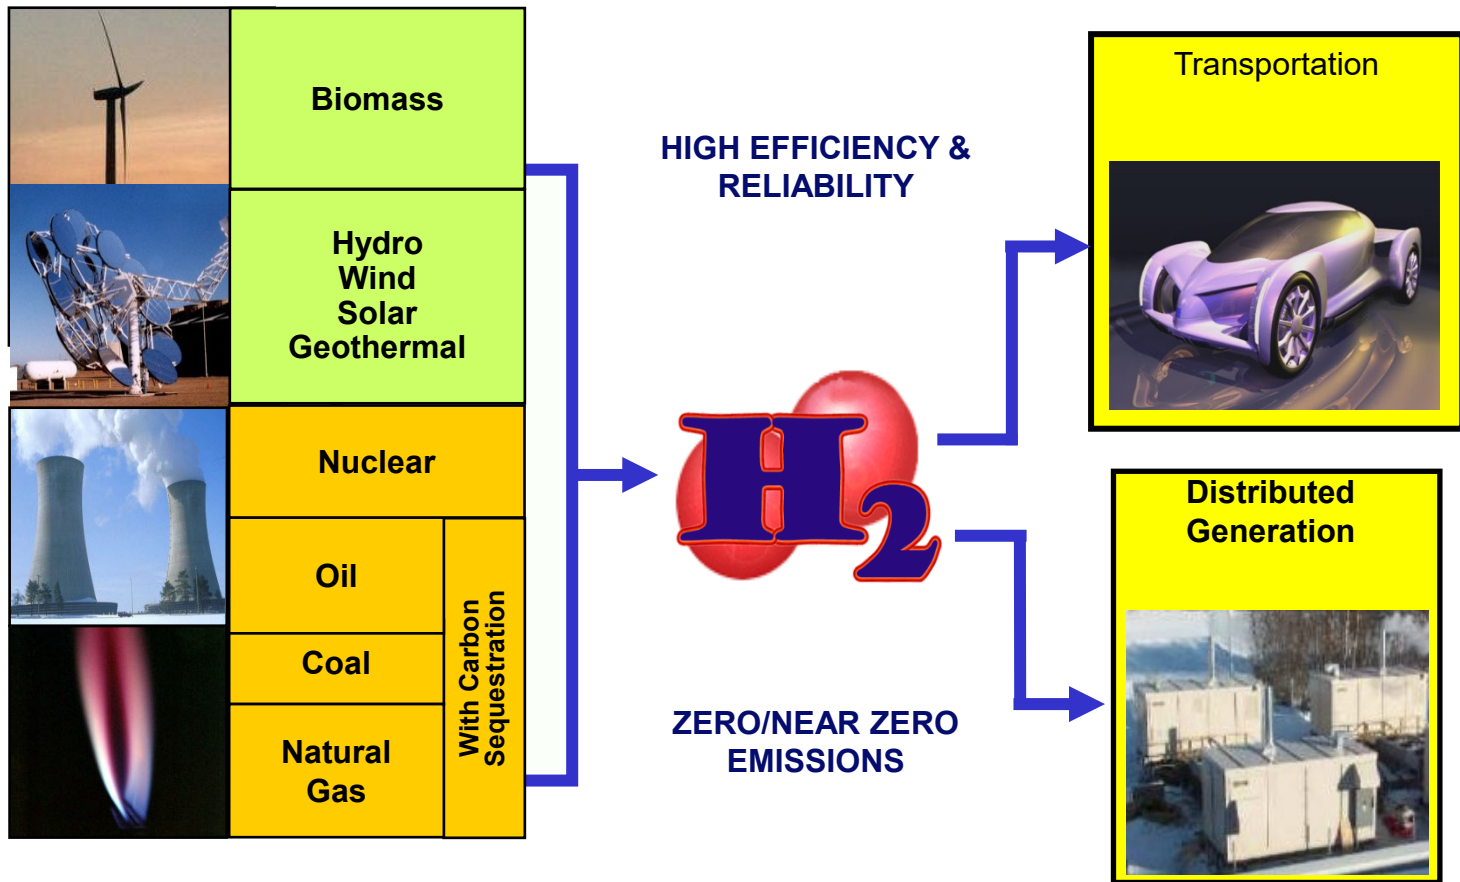 Biomass
Hydro
Wind
Solar
Geothermal
Nuclear
Oil
Coal
Natural
Gas
With Carbon
Sequestration
HIGH EFFICIENCY &
RELIABILITY
H2
ZERO/NEAR ZERO
EMISSIONS
Transportation
Distributed
Generation